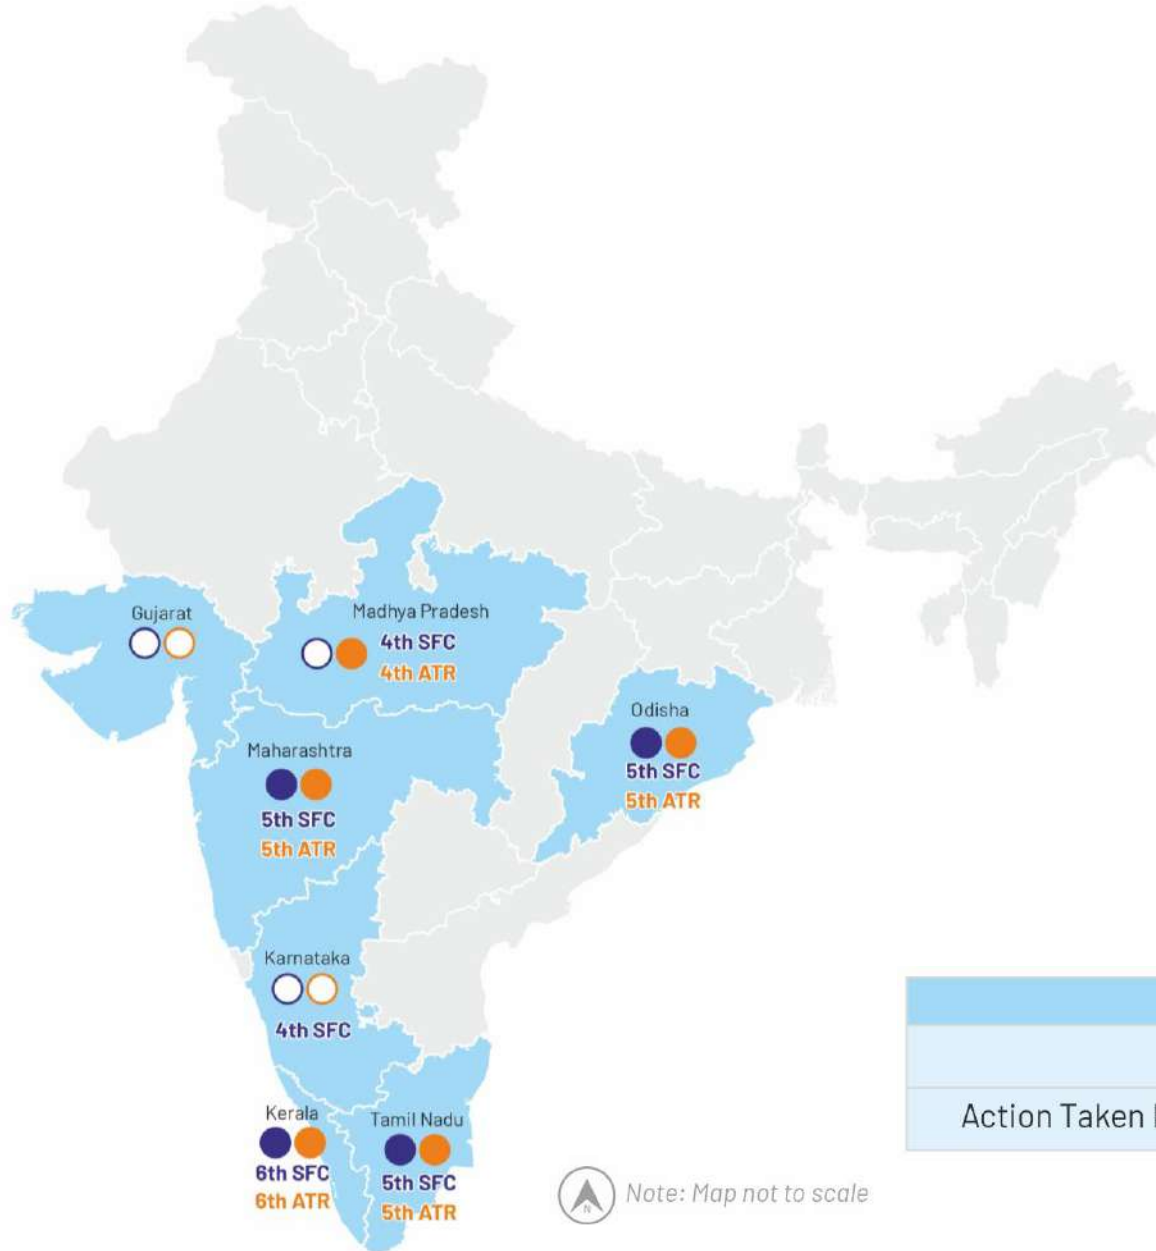 Gujarat
Madhya Pradesh
4th SFC
4th ATR
Odisha
5th SFC
5th ATR
Maharashtra
5th SFC
5th ATR
Karnataka
4th SFC
Kerala
6th SFC
6th ATR
Tamil Nadu
5th SFC
5th ATR
N
Note: Map not to scale
Action Taken